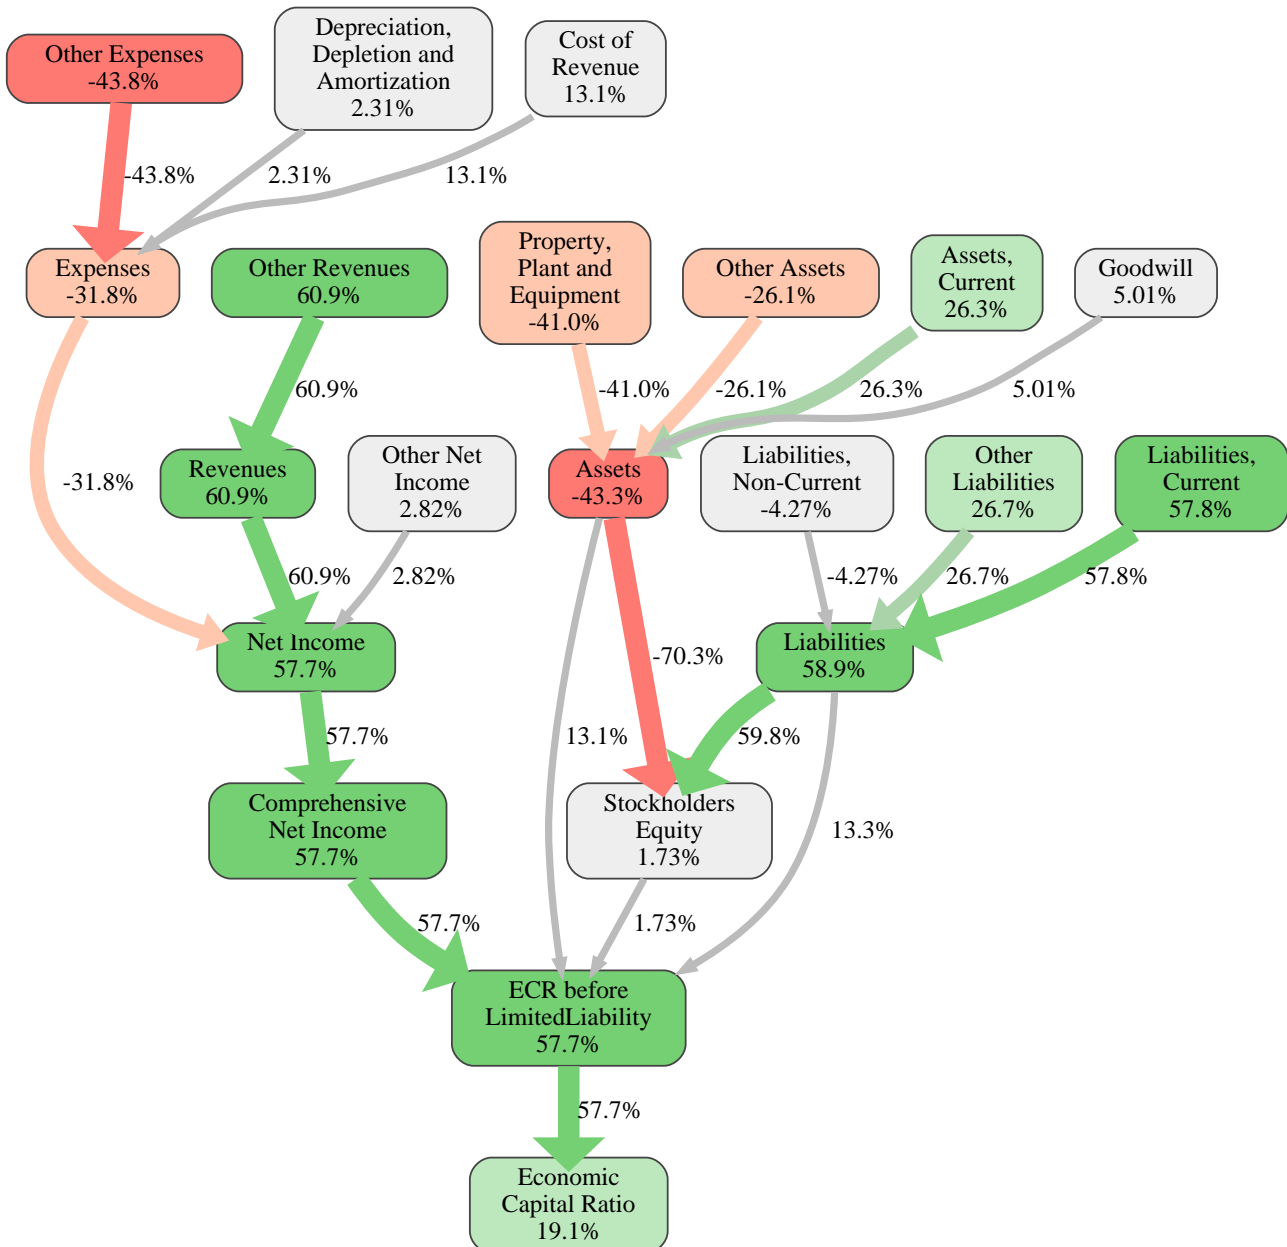 Other Expenses
-43.8%
Depreciation,
Depletion and
Amortization
2.31%
Cost of
Revenue
13.1%
-43.8%
2.31%
13.1%
Expenses
-31.8%
Other Revenues
60.9%
Property,
Plant and
Equipment
-41.0%
Other Assets
-26.1%
Assets,
Current
26.3%
Goodwill
5.01%
60.9%
-41.0%
-26.1%
26.3%
5.01%
-31.8%
Revenues
60.9%
Other Net
Income
2.82%
Assets
-43.3%
Liabilities,
Non-Current
-4.27%
Other
Liabilities
26.7%
Liabilities,
Current
57.8%
60.9%
2.82%
-4.27%
26.7%
57.8%
Net Income
57.7%
-70.3%
Liabilities
58.9%
57.7%
13.1%
59.8%
Comprehensive
Net Income
57.7%
Stockholders
Equity
1.73%
13.3%
57.7%
1.73%
ECR before
LimitedLiability
57.7%
57.7%
Economic
Capital Ratio
19.1%